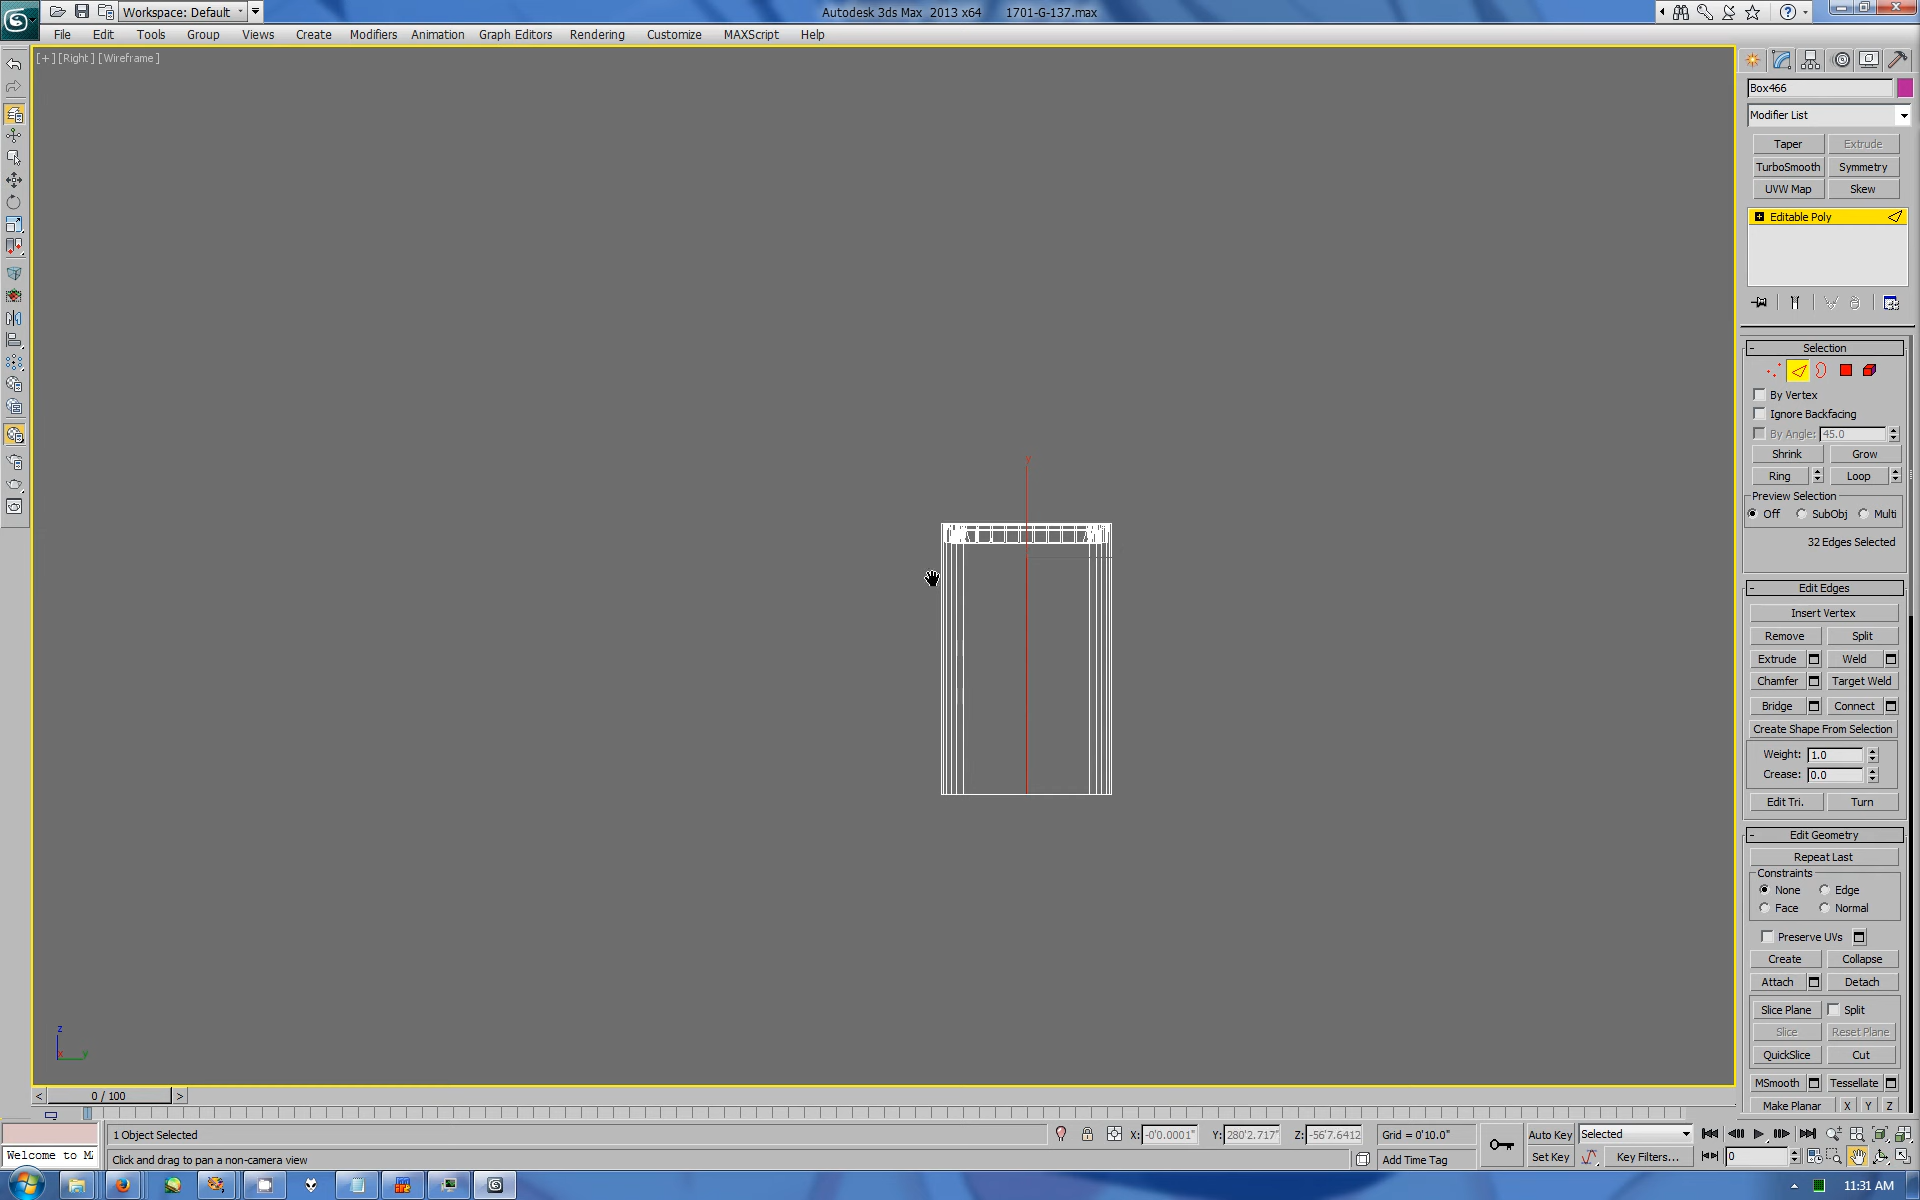 Workspace: Default
Autodesk 3ds Max 2013 x64 1701-G-137.max
File Edit Tools Group Views Create Modifiers Animation Graph Editors Rendering Customize MAXScript Help
[+] [Right] [Wireframe]
Box466
Modifier List
Taper Extrude
TurboSmooth Symmetry
UVW Map Skew
Editable Poly
- Selection
By Vertex
Ignore Backfacing
By Angle: 45.0
Shrink Grow
Ring Loop
Preview Selection
Off SubObj Multi
32 Edges Selected
- Edit Edges
Insert Vertex
Remove Split
Extrude Weld
Chamfer Target Weld
Bridge Connect
Create Shape From Selection
Weight: 1.0
Crease: 0.0
Edit Tri. Turn
- Edit Geometry
Repeat Last
Constraints
None Edge
Face Normal
Preserve UVs
Create Collapse
Attach Detach
Slice Plane Split
Slice Reset Plane
QuickSlice Cut
MSmooth Tessellate
Make Planar X Y Z
y
z
x y
< 0 / 100 >
1 Object Selected
X: -0'0.0001" Y: 280'2.717" Z: -56'7.6412
Grid = 0'10.0"
Auto Key Selected
Welcome to M
Click and drag to pan a non-camera view
Add Time Tag
Set Key Key Filters... 0
11:31 AM